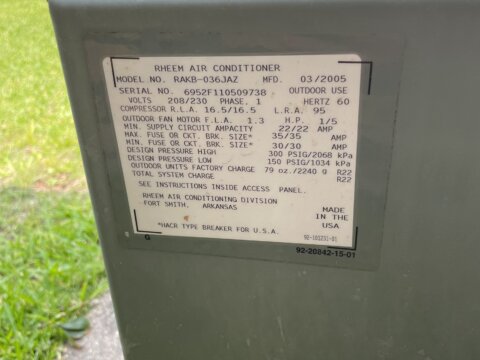 RHEEM AIR CONDITIONER
MODEL NO. RAKB-036JAZ MFD. 03/2005
SERIAL NO. 6952F110509738 OUTDOOR USE
VOLTS 208/230 PHASE. 1 HERTZ 60
COMPRESSOR R.L.A. 16.5/16.5 L.R.A. 95
OUTDOOR FAN MOTOR F.L.A. 1.3 H.P. 1/5
MIN. SUPPLY CIRCUIT AMPACITY 22/22 AMP
MAX. FUSE OR CKT. BRK. SIZE* 35/35 AMP
MIN. FUSE OR CKT. BRK. SIZE* 30/30 AMP
DESIGN PRESSURE HIGH 300 PSIG/2068 kPa
DESIGN PRESSURE LOW 150 PSIG/1034 kPa
OUTDOOR UNITS FACTORY CHARGE 79 oz./2240 g R22
TOTAL SYSTEM CHARGE R22
SEE INSTRUCTIONS INSIDE ACCESS PANEL.
RHEEM AIR CONDITIONING DIVISION
FORT SMITH, ARKANSAS
MADE
IN THE
USA
*HACR TYPE BREAKER FOR U.S.A.
92-101231-01
G
92-20842-15-01